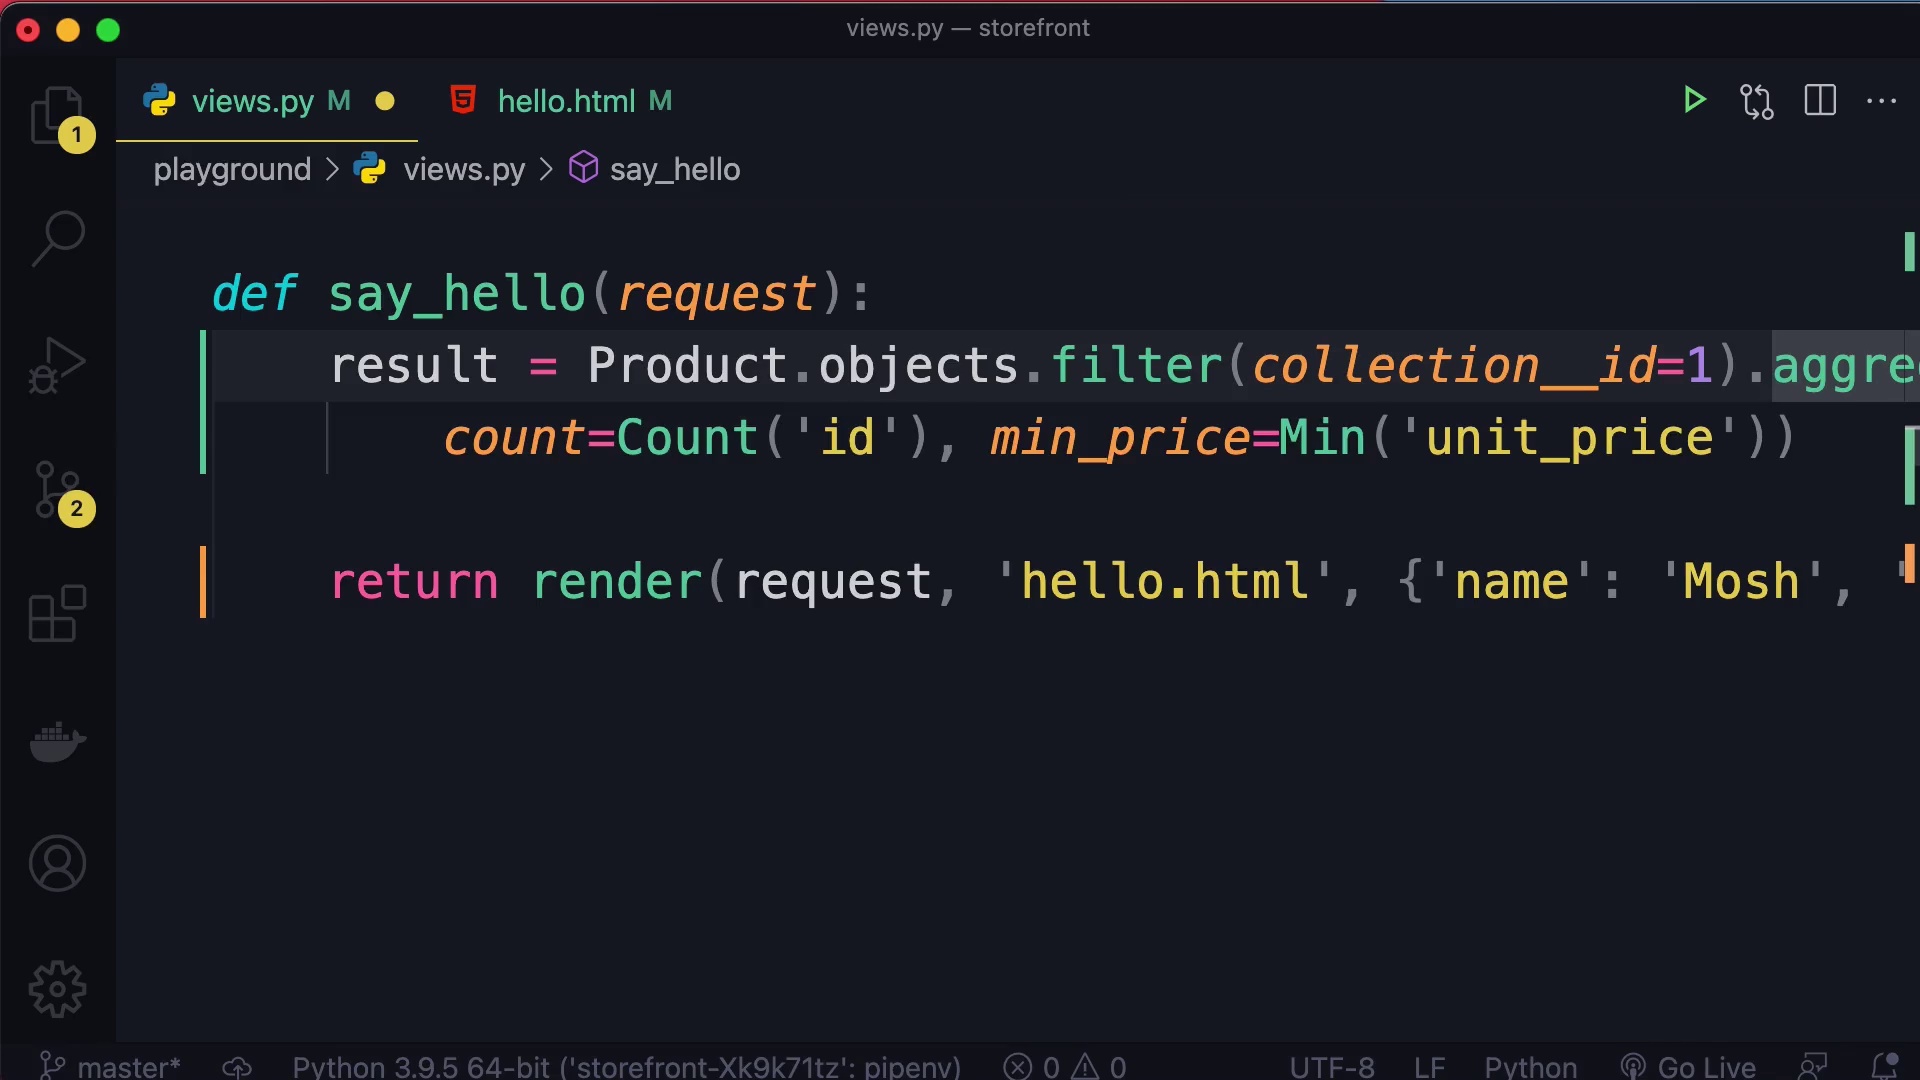 views.py — storefront
views.py M hello.html M
1
playground > views.py > say_hello
def say_hello(request):
result = Product.objects.filter(collection__id=1).aggre
count=Count('id'), min_price=Min('unit_price'))
2
return render(request, 'hello.html', {'name': 'Mosh', '
master* Python 3.9.5 64-bit ('storefront-Xk9k71tz': pipenv) 0 0 UTF-8 LF Python Go Live